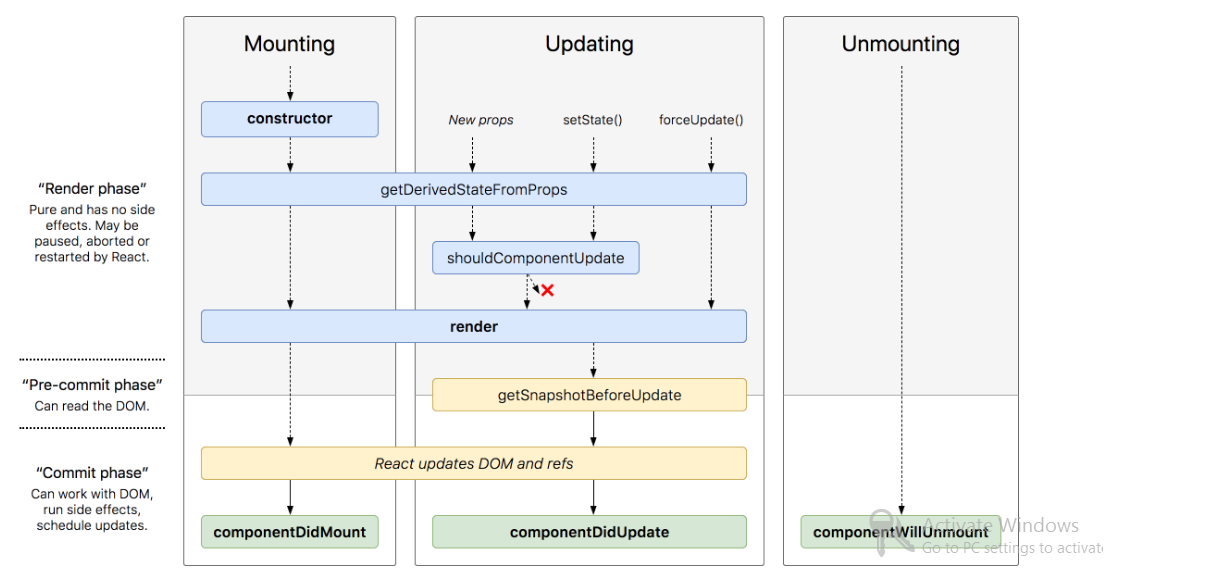 Mounting
Updating
Unmounting
constructor
New props
setState()
forceUpdate()
“Render phase”
Pure and has no side
effects. May be
paused, aborted or
restarted by React.
getDerivedStateFromProps
shouldComponentUpdate
render
“Pre-commit phase”
Can read the DOM.
getSnapshotBeforeUpdate
“Commit phase”
Can work with DOM,
run side effects,
schedule updates.
React updates DOM and refs
componentDidMount
componentDidUpdate
componentWillUnmount
Activate Windows
Go to PC settings to activate